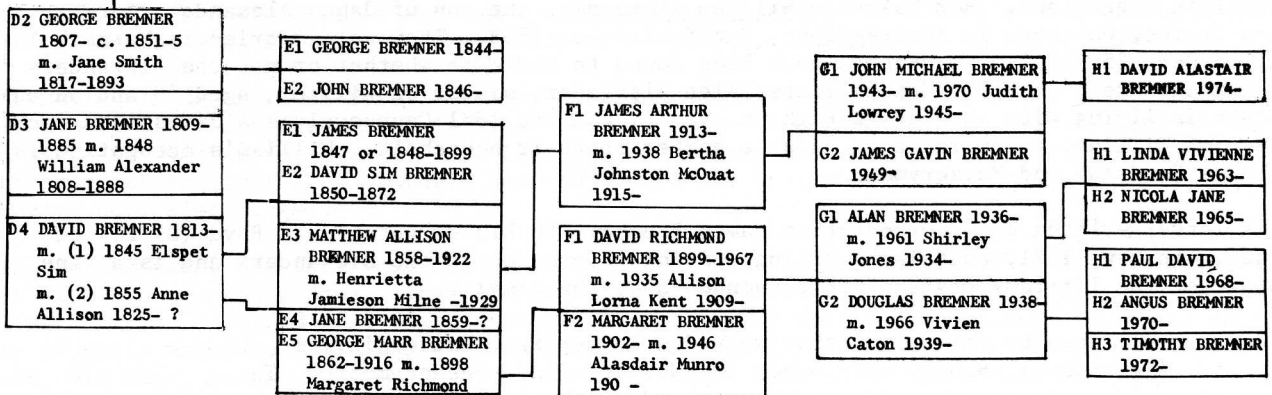 D2 GEORGE BREMNER
1807- c. 1851-5
m. Jane Smith
1817-1893
D3 JANE BREMNER 1809-
1885 m. 1848
William Alexander
1808-1888
D4 DAVID BREMNER 1813-
m. (1) 1845 Elspet
Sim
m. (2) 1855 Anne
Allison 1825- ?
E1 GEORGE BREMNER 1844-
E2 JOHN BREMNER 1846-
E1 JAMES BREMNER
1847 or 1848-1899
E2 DAVID SIM BREMNER
1850-1872
E3 MATTHEW ALLISON
BREMNER 1858-1922
m. Henrietta
Jamieson Milne -1929
E4 JANE BREMNER 1859-?
E5 GEORGE MARR BREMNER
1862-1916 m. 1898
Margaret Richmond
F1 JAMES ARTHUR
BREMNER 1913-
m. 1938 Bertha
Johnston McOuat
1915-
F1 DAVID RICHMOND
BREMNER 1899-1967
m. 1935 Alison
Lorna Kent 1909-
F2 MARGARET BREMNER
1902- m. 1946
Alasdair Munro
190 -
G1 JOHN MICHAEL BREMNER
1943- m. 1970 Judith
Lowrey 1945-
G2 JAMES GAVIN BREMNER
1949-
G1 ALAN BREMNER 1936-
m. 1961 Shirley
Jones 1934-
G2 DOUGLAS BREMNER 1938-
m. 1966 Vivien
Caton 1939-
H1 DAVID ALASTAIR
BREMNER 1974-
H1 LINDA VIVIENNE
BREMNER 1963-
H2 NICOLA JANE
BREMNER 1965-
H1 PAUL DAVID
BREMNER 1968-
H2 ANGUS BREMNER
1970-
H3 TIMOTHY BREMNER
1972-